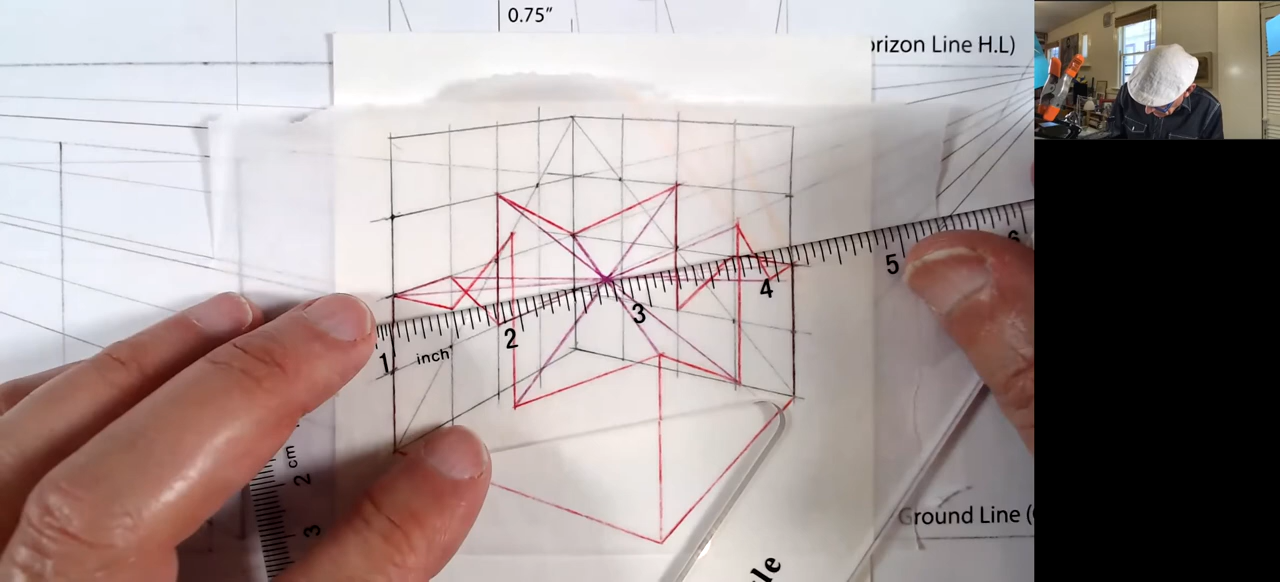 0.75"
orizon Line H.L)
1 inch 2 3 4 5 6
cm
2
3
Ground Line (
le